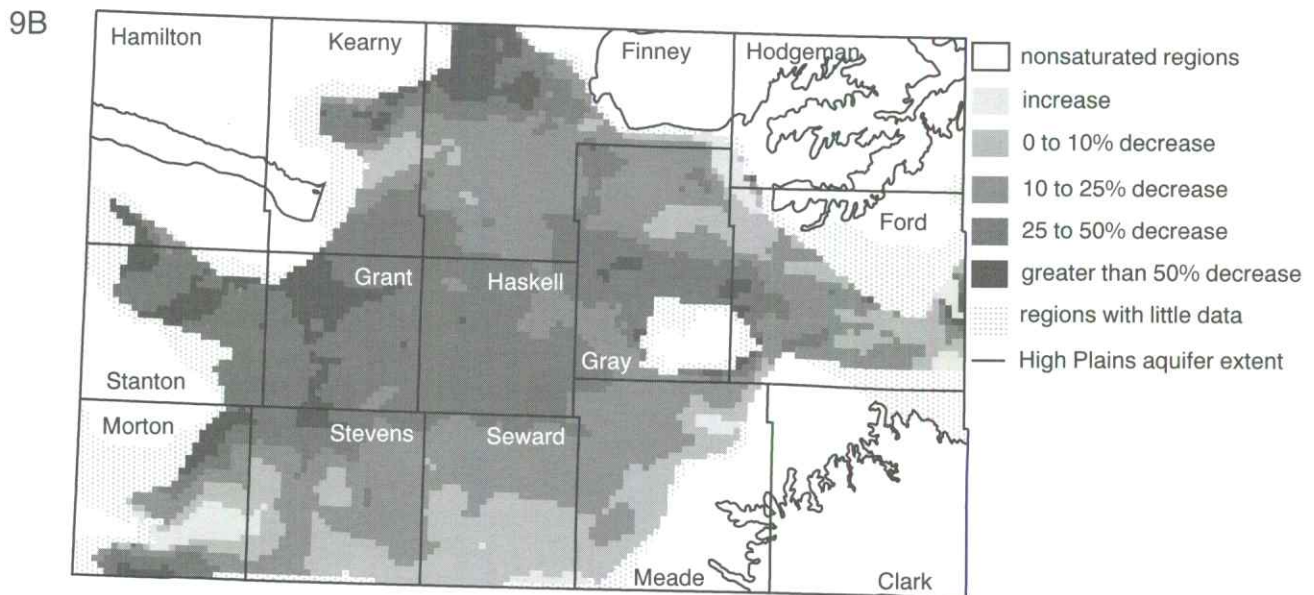 9B
Hamilton
Kearny
Finney
Hodgeman
Ford
Grant
Haskell
Gray
Stanton
Morton
Stevens
Seward
Meade
Clark
nonsaturated regions
increase
0 to 10% decrease
10 to 25% decrease
25 to 50% decrease
greater than 50% decrease
regions with little data
High Plains aquifer extent